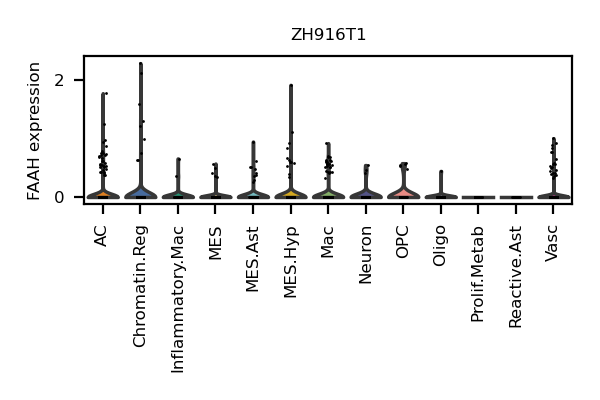 ZH916T1
FAAH expression
2
0
AC
Chromatin.Reg
Inflammatory.Mac
MES
MES.Ast
MES.Hyp
Mac
Neuron
OPC
Oligo
Prolif.Metab
Reactive.Ast
Vasc